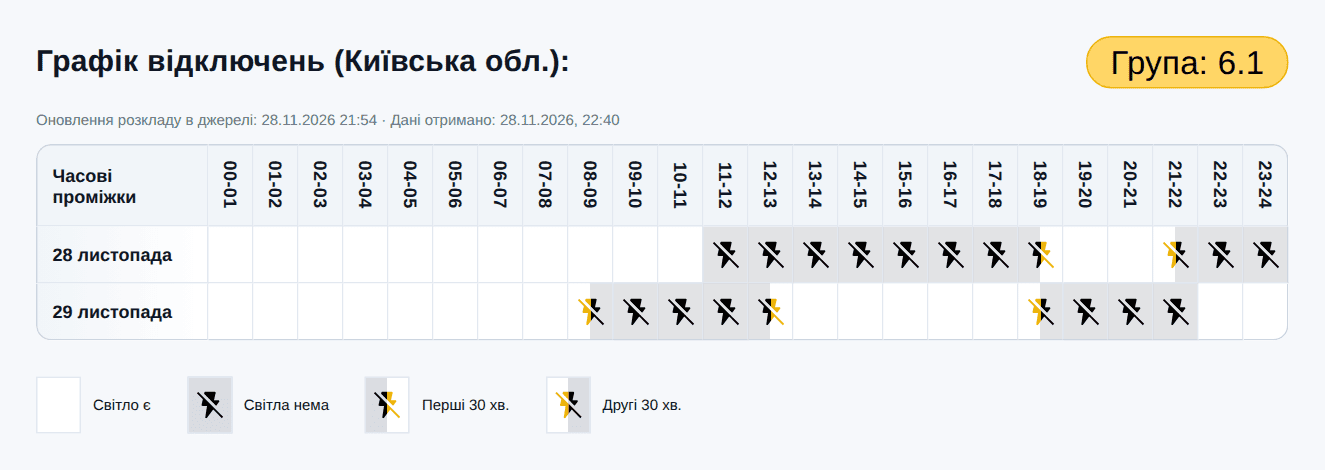 Графік відключень (Київська обл.):
Група: 6.1
Оновлення розкладу в джерелі: 28.11.2026 21:54 · Дані отримано: 28.11.2026, 22:40
Часові
проміжки
00-01
01-02
02-03
03-04
04-05
05-06
06-07
07-08
08-09
09-10
10-11
11-12
12-13
13-14
14-15
15-16
16-17
17-18
18-19
19-20
20-21
21-22
22-23
23-24
28 листопада
29 листопада
Світло є
Світла нема
Перші 30 хв.
Другі 30 хв.